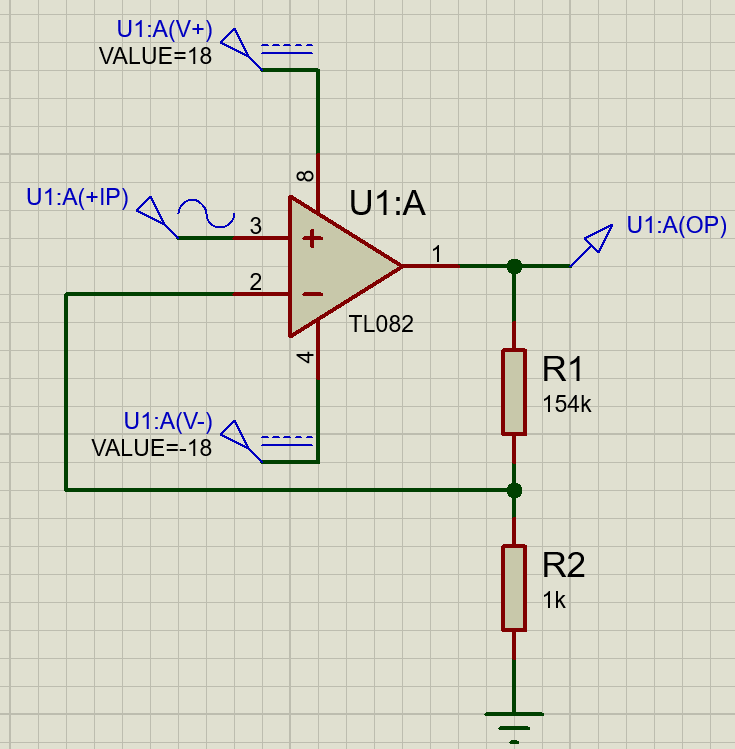 U1:A(V+)
VALUE=18
8
U1:A
U1:A(+IP)
3
1
U1:A(OP)
2
TL082
4
R1
154k
U1:A(V-)
VALUE=-18
R2
1k